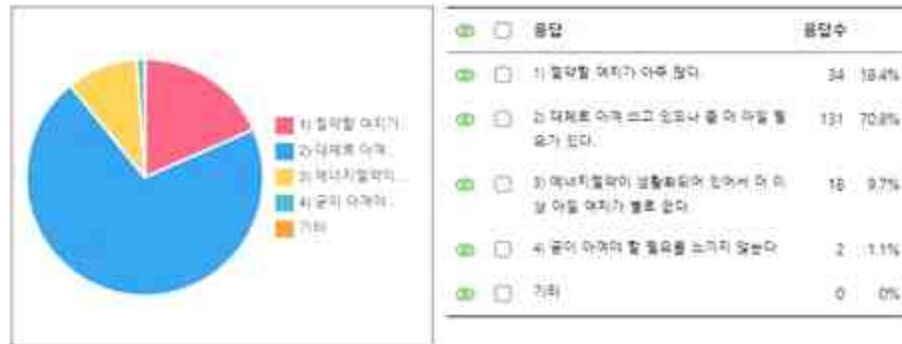 1) 절약할 여지가...
2) 대체로 아껴...
3) 에너지절약이...
4) 굳이 아껴야...
기타
응답 응답수
1) 절약할 여지가 아주 많다. 34 18.4%
2) 대체로 아껴 쓰고 있으나 좀 더 아낄 필 131 70.8%
요가 있다.
3) 에너지절약이 생활화되어 있어서 더 이 18 9.7%
상 아낄 여지가 별로 없다.
4) 굳이 아껴야 할 필요를 느끼지 않는다 2 1.1%
기타 0 0%